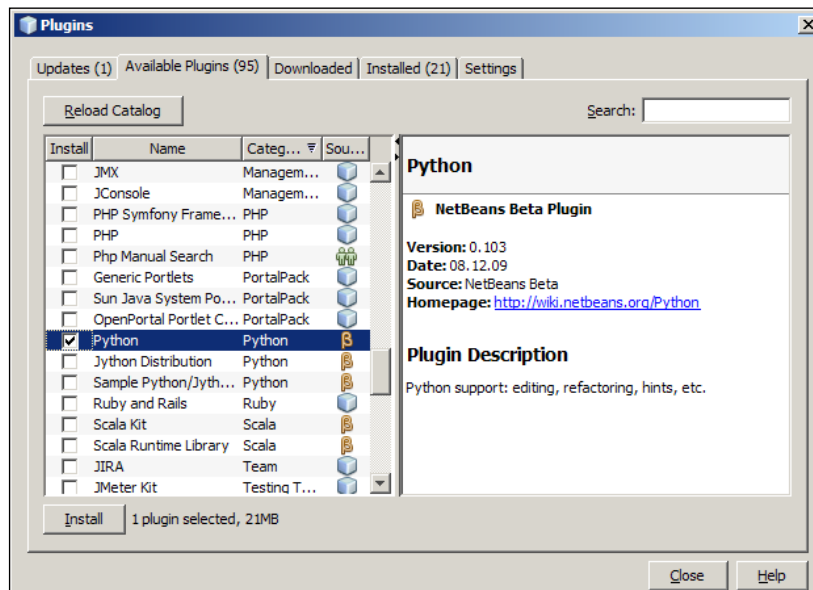 Plugins
Updates (1) Available Plugins (95) Downloaded Installed (21) Settings
Reload Catalog Search:
Install Name Categ... Sou...
JMX Managem...
JConsole Managem...
PHP Symfony Frame... PHP
PHP PHP
Php Manual Search PHP
Generic Portlets PortalPack
Sun Java System Po... PortalPack
OpenPortal Portlet C... PortalPack
Python Python β
Jython Distribution Python β
Sample Python/Jyth... Python β
Ruby and Rails Ruby
Scala Kit Scala β
Scala Runtime Library Scala β
JIRA Team
JMeter Kit Testing T...
Python
β NetBeans Beta Plugin
Version: 0.103
Date: 08.12.09
Source: NetBeans Beta
Homepage: http://wiki.netbeans.org/Python
Plugin Description
Python support: editing, refactoring, hints, etc.
Install 1 plugin selected, 21MB
Close Help